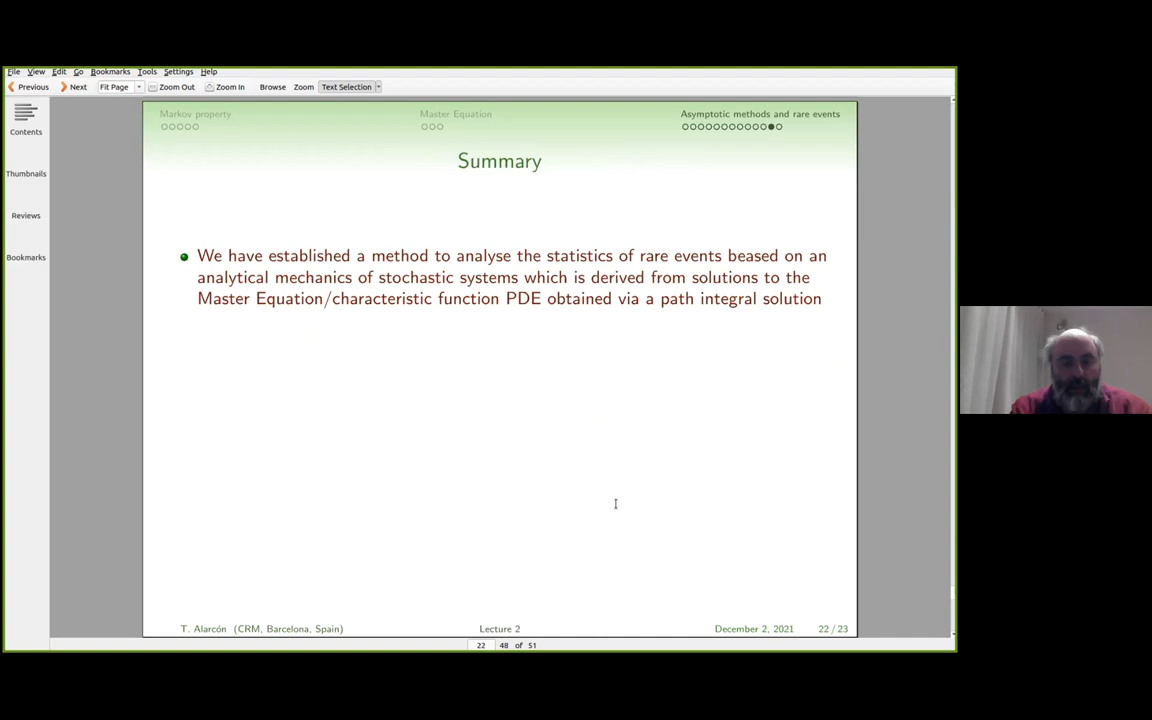 File View Edit Go Bookmarks Tools Settings Help
Previous Next Fit Page Zoom Out Zoom In Browse Zoom Text Selection
Contents
Thumbnails
Reviews
Bookmarks
Markov property Master Equation Asymptotic methods and rare events
Summary
We have established a method to analyse the statistics of rare events beased on an
analytical mechanics of stochastic systems which is derived from solutions to the
Master Equation/characteristic function PDE obtained via a path integral solution
T. Alarcón (CRM, Barcelona, Spain) Lecture 2 December 2, 2021 22 / 23
22 48 of 51